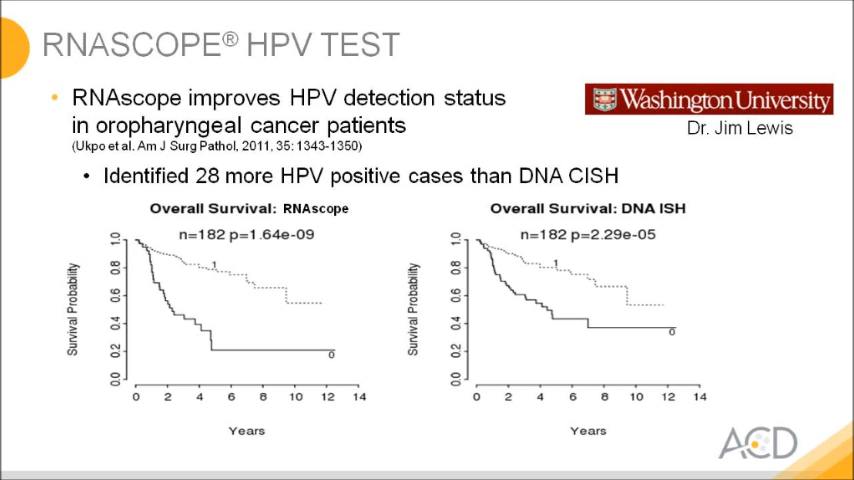 RNASCOPE® HPV TEST
• RNAscope improves HPV detection status
in oropharyngeal cancer patients
(Ukpo et al. Am J Surg Pathol, 2011, 35: 1343-1350)
Washington University
Dr. Jim Lewis
• Identified 28 more HPV positive cases than DNA CISH
Overall Survival: RNAscope
n=182 p=1.64e-09
Survival Probability
1.0
0.8
0.6
0.4
0.2
0.0
1
0
0 2 4 6 8 10 12 14
Years
Overall Survival: DNA ISH
n=182 p=2.29e-05
Survival Probability
1.0
0.8
0.6
0.4
0.2
0.0
1
0
0 2 4 6 8 10 12 14
Years
ACD